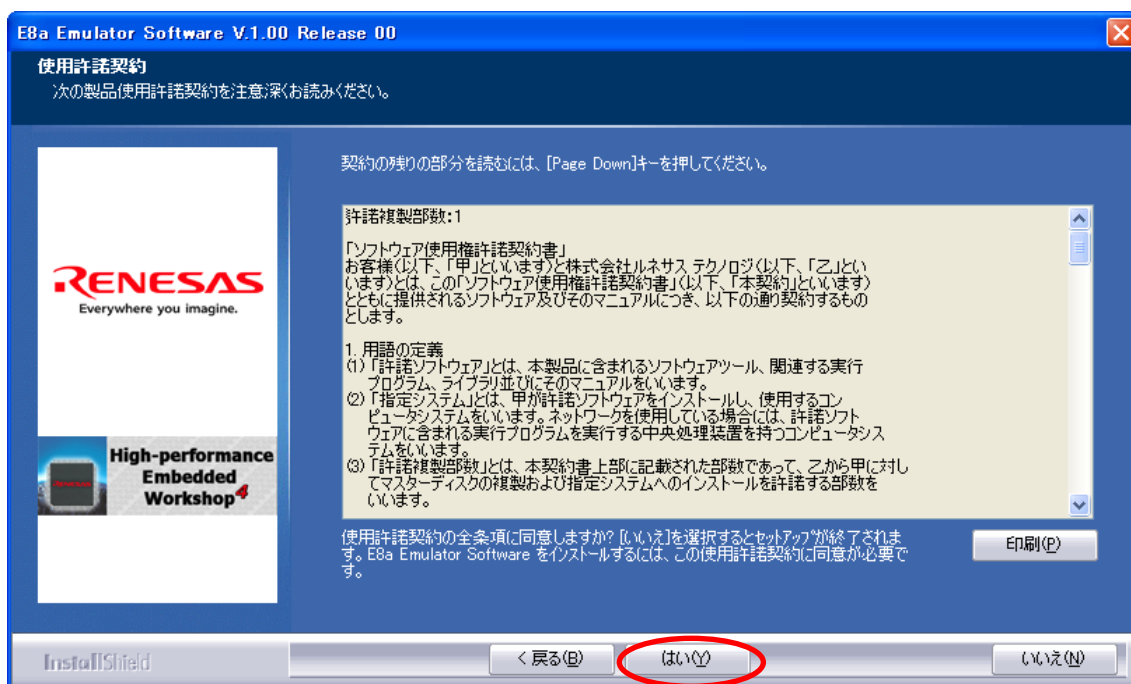 E8a Emulator Software V.1.00 Release 00
使用許諾契約
次の製品使用許諾契約を注意深くお読みください。
契約の残りの部分を読むには、[Page Down]キーを押してください。
許諾複製部数:1
「ソフトウェア使用権許諾契約書」
お客様(以下、「甲」といいます)と株式会社ルネサス テクノロジ(以下、「乙」とい
います)とは、この「ソフトウェア使用権許諾契約書」(以下、「本契約」といいます)
とともに提供されるソフトウェア及びそのマニュアルにつき、以下の通り契約するもの
とします。
1. 用語の定義
(1) 「許諾ソフトウェア」とは、本製品に含まれるソフトウェアツール、関連する実行
プログラム、ライブラリ並びにそのマニュアルをいいます。
(2) 「指定システム」とは、甲が許諾ソフトウェアをインストールし、使用するコン
ピュータシステムをいいます。ネットワークを使用している場合には、許諾ソフト
ウェアに含まれる実行プログラムを実行する中央処理装置を持つコンピュータシス
テムをいいます。
(3) 「許諾複製部数」とは、本契約書上部に記載された部数であって、乙から甲に対し
てマスターディスクの複製および指定システムへのインストールを許諾する部数を
いいます。
RENESAS
Everywhere you imagine.
High-performance
Embedded
Workshop4
使用許諾契約の全条項に同意しますか? [いいえ]を選択するとセットアップが終了されま
す。E8a Emulator Software をインストールするには、この使用許諾契約に同意が必要で
す。
印刷(P)
InstallShield
< 戻る(B)
はい(Y)
いいえ(N)